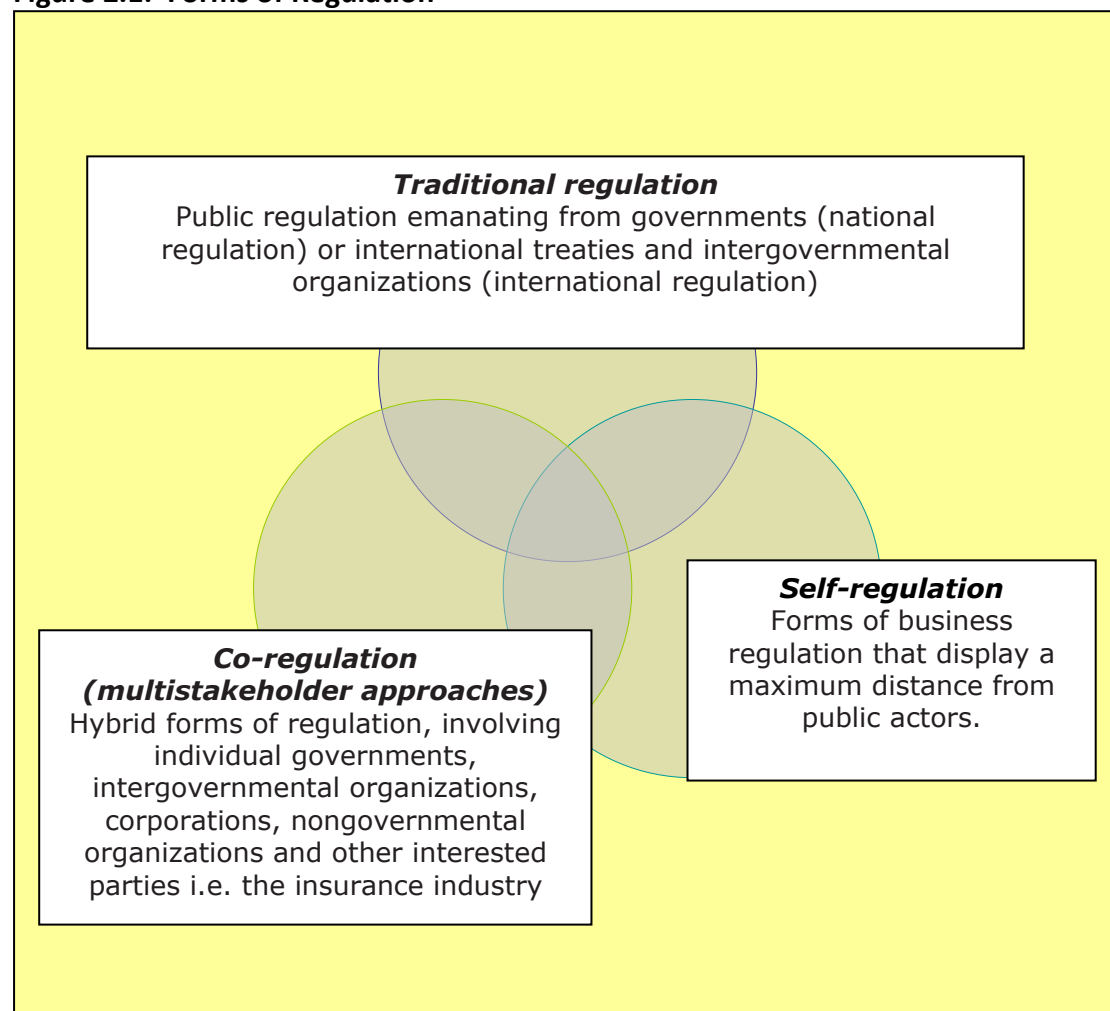 Traditional regulation
Public regulation emanating from governments (national
regulation) or international treaties and intergovernmental
organizations (international regulation)
Self-regulation
Forms of business
regulation that display a
maximum distance from
public actors.
Co-regulation
(multistakeholder approaches)
Hybrid forms of regulation, involving
individual governments,
intergovernmental organizations,
corporations, nongovernmental
organizations and other interested
parties i.e. the insurance industry